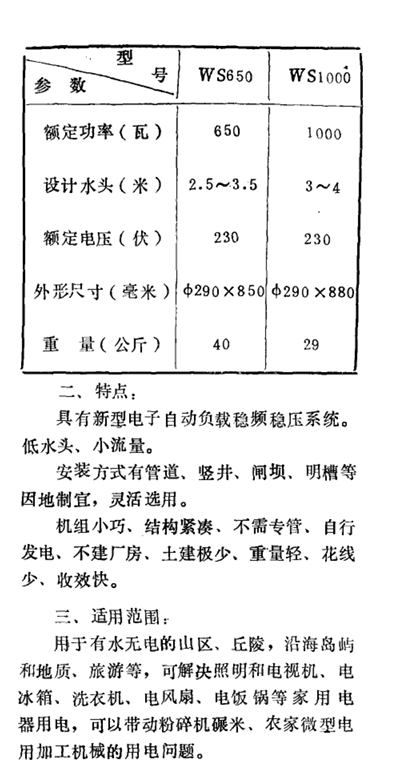 型号
参数
WS650 WS1000
额定功率(瓦) 650 1000
设计水头(米) 2.5～3.5 3～4
额定电压(伏) 230 230
外形尺寸(毫米) φ290×850 φ290×880
重 量(公斤) 40 29
二、特点：
具有新型电子自动负载稳频稳压系统。
低水头、小流量。
安装方式有管道、竖井、闸坝、明槽等
因地制宜，灵活选用。
机组小巧、结构紧凑、不需专管、自行
发电、不建厂房、土建极少、重量轻、花线
少、收效快。
三、适用范围：
用于有水无电的山区、丘陵，沿海岛屿
和地质、旅游等，可解决照明和电视机、电
冰箱、洗衣机、电风扇、电饭锅等家用电
器用电，可以带动粉碎机碾米、农家微型电
用加工机械的用电问题。